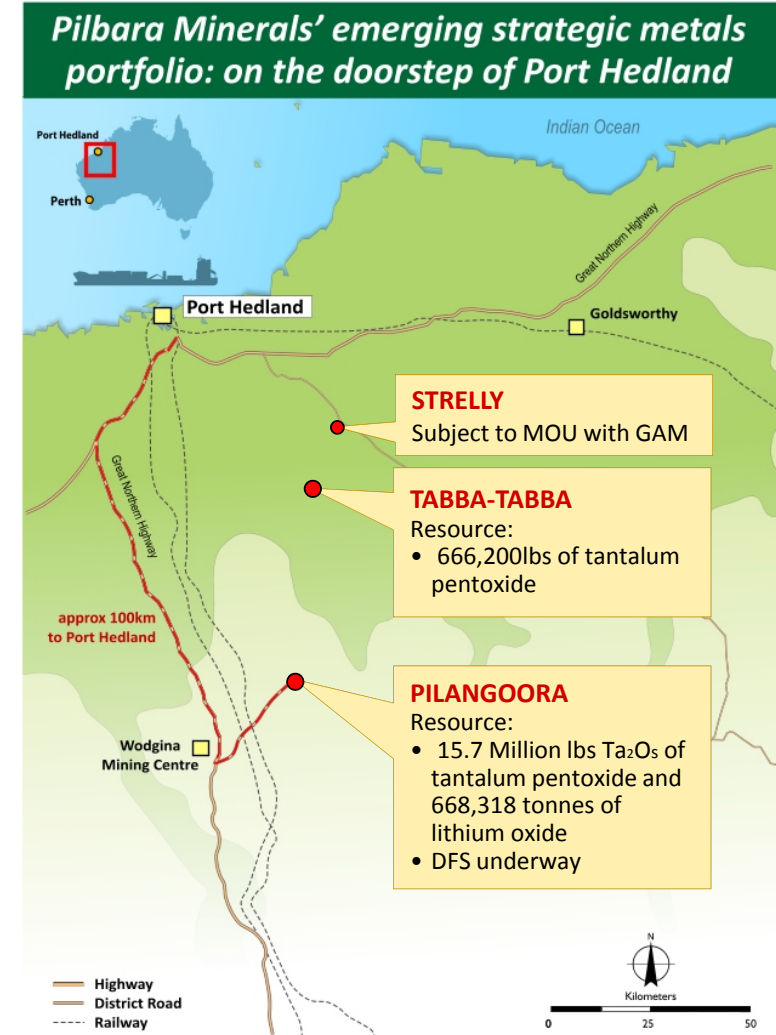 Pilbara Minerals’ emerging strategic metals
portfolio: on the doorstep of Port Hedland
Indian Ocean
Port Hedland
Perth
Great Northern Highway
Port Hedland
Goldsworthy
STRELLY
Subject to MOU with GAM
TABBA-TABBA
Resource:
• 666,200lbs of tantalum
pentoxide
Great Northern Highway
approx 100km
to Port Hedland
PILANGOORA
Resource:
• 15.7 Million lbs Ta₂O₅ of
tantalum pentoxide and
668,318 tonnes of
lithium oxide
• DFS underway
Wodgina
Mining Centre
Highway
District Road
Railway
N
Kilometers
0 25 50